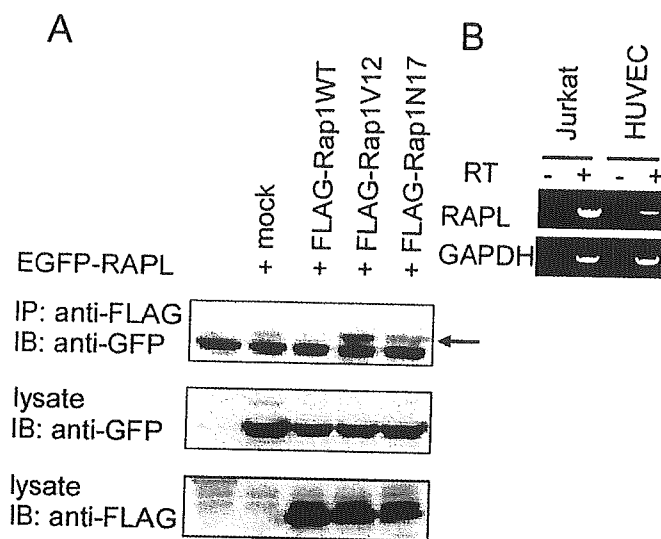 A
B
mock
FLAG-Rap1WT
FLAG-Rap1V12
FLAG-Rap1N17
EGFP-RAPL + + + +
IP: anti-FLAG
IB: anti-GFP
lysate
IB: anti-GFP
lysate
IB: anti-FLAG
Jurkat
HUVEC
RT - + - +
RAPL
GAPDH